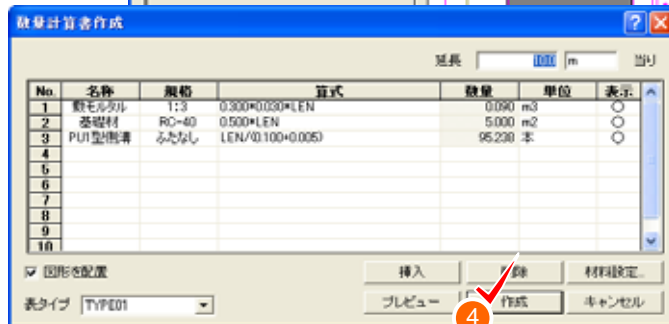 数量計算書作成
延長 10.0 m 当り
No. 名称 規格 算式 数量 単位 表示
1 敷モルタル 1:3 0.300*0.030*LEN 0.090 m3 ○
2 基礎材 RC-40 0.500*LEN 5.000 m2 ○
3 PU1型側溝 ふたなし LEN/(0.100+0.005) 95.238 本 ○
4
5
6
7
8
9
10
図形を配置 挿入 削除 材料設定...
表タイプ TYPE01 プレビュー 作成 キャンセル
4